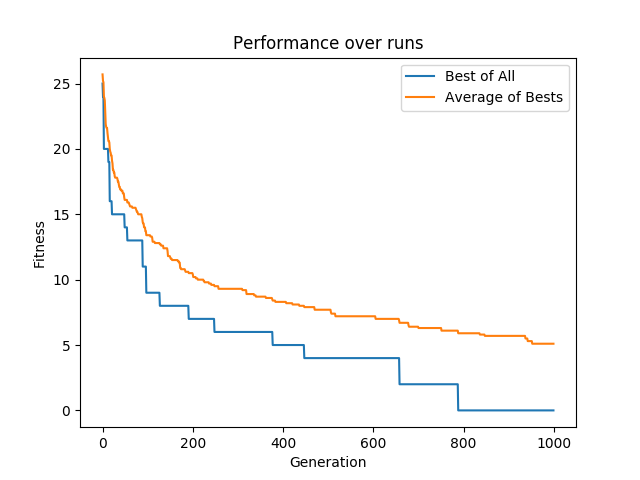 Performance over runs
Best of All
Average of Bests
Fitness
25
20
15
10
5
0
0 200 400 600 800 1000
Generation